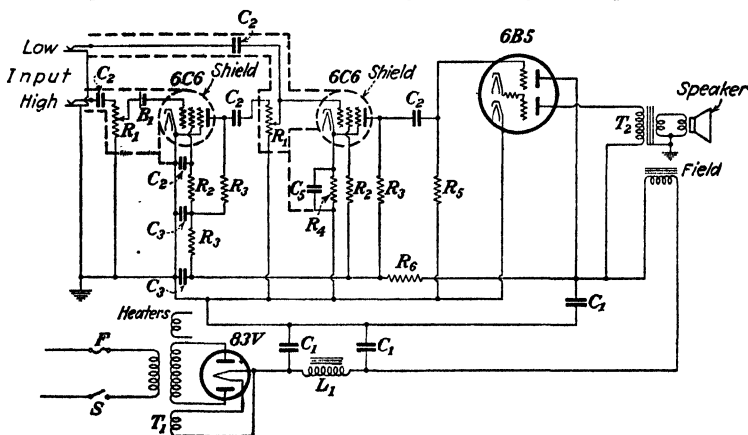 C2
Low
6B5
6C6
Shield
6C6
Shield
Input
C2
Speaker
High
R1
B1
C2
R1
C2
T2
C2
R2
R3
C5
R2
R3
R5
Field
R4
C3
R3
R6
C3
C1
Heaters
83V
F
C1
C1
L1
S
T1